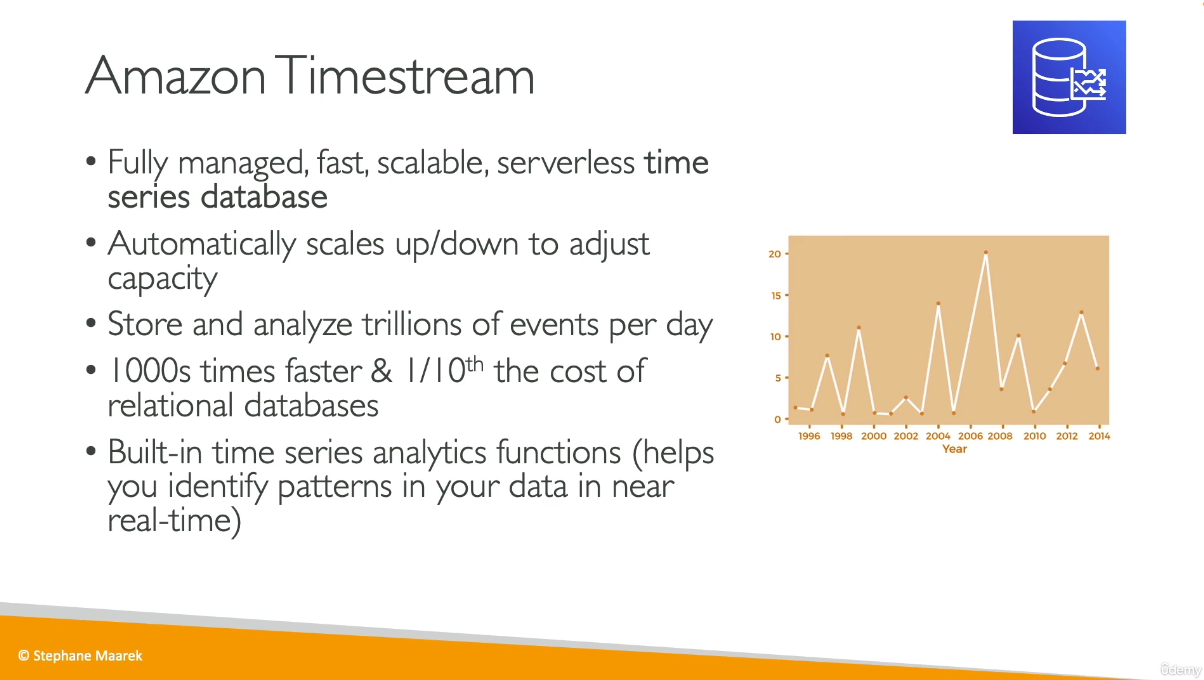 Amazon Timestream
• Fully managed, fast, scalable, serverless time
series database
• Automatically scales up/down to adjust
capacity
• Store and analyze trillions of events per day
• 1000s times faster & 1/10th the cost of
relational databases
• Built-in time series analytics functions (helps
you identify patterns in your data in near
real-time)
20
15
10
5
0
1996 1998 2000 2002 2004 2006 2008 2010 2012 2014
Year
© Stephane Maarek
ûdemy